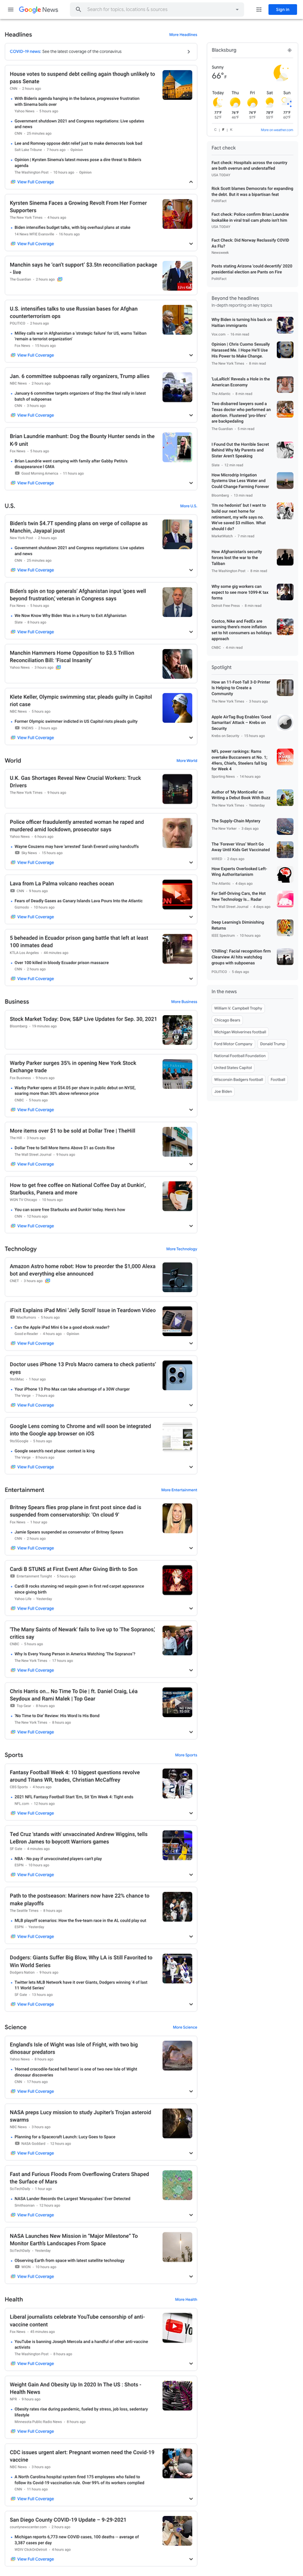 Google News
Search for topics, locations & sources
Sign in
Headlines
More Headlines
COVID-19 news: See the latest coverage of the coronavirus
House votes to suspend debt ceiling again though unlikely to
pass Senate
CNN · 2 hours ago
With Biden's agenda hanging in the balance, progressive frustration
with Sinema boils over
Yahoo News · 3 hours ago
Government shutdown 2021 and Congress negotiations: Live updates
and news
CNN · 25 minutes ago
Lee and Romney oppose debt relief just to make democrats look bad
Salt Lake Tribune · 7 hours ago · Opinion
Opinion | Kyrsten Sinema's latest moves pose a dire threat to Biden's
agenda
The Washington Post · 10 hours ago · Opinion
View Full Coverage
Kyrsten Sinema Faces a Growing Revolt From Her Former
Supporters
The New York Times · 4 hours ago
Biden intensifies budget talks, with big overhaul plans at stake
View Full Coverage
Manchin says he 'can't support' $3.5tn reconciliation package
- live
The Guardian · 2 hours ago
U.S. intensifies talks to use Russian bases for Afghan
counterterrorism ops
POLITICO · 2 hours ago
Milley calls war in Afghanistan a 'strategic failure' for US, warns Taliban
'remain a terrorist organization'
Fox News · 15 hours ago
View Full Coverage
Jan. 6 committee subpoenas rally organizers, Trump allies
NBC News · 2 hours ago
January 6 committee targets organizers of Stop the Steal rally in latest
batch of subpoenas
CNN · 3 hours ago
View Full Coverage
Brian Laundrie manhunt: Dog the Bounty Hunter sends in the
K-9 unit
Fox News · 3 hours ago
Brian Laundrie went camping with family after Gabby Petito's
disappearance l GMA
Good Morning America · 11 hours ago
View Full Coverage
U.S.
More U.S.
Biden's twin $4.7T spending plans on verge of collapse as
Manchin, Jayapal joust
New York Post · 2 hours ago
Government shutdown 2021 and Congress negotiations: Live updates
and news
CNN · 25 minutes ago
View Full Coverage
Biden's spin on top generals' Afghanistan input 'goes well
beyond frustration,' veteran in Congress says
Fox News · 9 hours ago
We Now Know Why Biden Was in a Hurry to Exit Afghanistan
Slate · 8 hours ago
View Full Coverage
Manchin Hammers Home Opposition to $3.5 Trillion
Reconciliation Bill: 'Fiscal Insanity'
Yahoo News · 3 hours ago
Klete Keller, Olympic swimming star, pleads guilty in Capitol
riot case
NBC News · 5 hours ago
Former Olympic swimmer indicted in US Capitol riots pleads guilty
KNEWS · 3 hours ago
View Full Coverage
World
More World
U.K. Gas Shortages Reveal New Crucial Workers: Truck
Drivers
The New York Times · 8 hours ago
Police officer fraudulently arrested woman he raped and
murdered amid lockdown, prosecutor says
Yahoo News · 4 hours ago
Wayne Couzens may have 'arrested' Sarah Everard using handcuffs
Sky News · 15 hours ago
View Full Coverage
Lava from La Palma volcano reaches ocean
CNN · 5 hours ago
Fears of Deadly Gases as Canary Islands Lava Pours Into the Atlantic
Gizmodo · 10 hours ago
View Full Coverage
5 beheaded in Ecuador prison gang battle that left at least
100 inmates dead
KTLA Los Angeles · 46 minutes ago
Over 100 killed in bloody Ecuador prison massacre
CNN · 2 hours ago
View Full Coverage
Business
More Business
Stock Market Today: Dow, S&P Live Updates for Sep. 30, 2021
Bloomberg · 19 minutes ago
Warby Parker surges 35% in opening New York Stock
Exchange trade
Fox Business · 5 hours ago
Warby Parker opens at $54.05 per share in public debut on NYSE,
soaring more than 30% above reference price
CNBC · 5 hours ago
View Full Coverage
More items over $1 to be sold at Dollar Tree | TheHill
The Hill · 5 hours ago
Dollar Tree to Sell More Items Above $1 as Costs Rise
The Wall Street Journal · 9 hours ago
View Full Coverage
How to get free coffee on National Coffee Day at Dunkin',
Starbucks, Panera and more
WGN TV Chicago · 10 hours ago
You can score free Starbucks and Dunkin' today. Here's how
CNN · 10 hours ago
View Full Coverage
Technology
More Technology
Amazon Astro home robot: How to preorder the $1,000 Alexa
bot and everything else announced
CNET · 3 hours ago
iFixit Explains iPad Mini 'Jelly Scroll' Issue in Teardown Video
MacRumors · 5 hours ago
Can the Apple iPad Mini 6 be a good ebook reader?
Good e-Reader · 6 hours ago · Opinion
View Full Coverage
Doctor uses iPhone 13 Pro's Macro camera to check patients'
eyes
9to5Mac · 1 hour ago
Your iPhone 13 Pro Max can take advantage of a 30W charger
The Verge · 7 hours ago
View Full Coverage
Google Lens coming to Chrome and will soon be integrated
into the Google app browser on iOS
9to5Google · 6 hours ago
Google search's next phase: context is king
The Verge · 8 hours ago
View Full Coverage
Entertainment
More Entertainment
Britney Spears flies prop plane in first post since dad is
suspended from conservatorship: 'On cloud 9'
Fox News · 1 hour ago
Jamie Spears suspended as conservator of Britney Spears
CNN · 3 hours ago
View Full Coverage
Cardi B STUNS at First Event After Giving Birth to Son
Entertainment Tonight · 5 hours ago
Cardi B rocks stunning red sequin gown in first red carpet appearance
since giving birth
Yahoo Life · Yesterday
View Full Coverage
'The Many Saints of Newark' fails to live up to 'The Sopranos,'
critics say
CNBC · 9 hours ago
Why Is Every Young Person in America Watching 'The Sopranos'?
The New York Times · 17 hours ago
View Full Coverage
Chris Harris on... No Time To Die | ft. Daniel Craig, Léa
Seydoux and Rami Malek | Top Gear
Top Gear · 8 hours ago
'No Time to Die' Review: His Word Is His Bond
The New York Times · 8 hours ago
View Full Coverage
Sports
More Sports
Fantasy Football Week 4: 10 biggest questions revolve
around Titans WR, trades, Christian McCaffrey
CBS Sports · 4 hours ago
2021 NFL Fantasy Football Start 'Em, Sit 'Em Week 4: Tight ends
NFL.com · 12 hours ago
View Full Coverage
Ted Cruz 'stands with' unvaccinated Andrew Wiggins, tells
LeBron James to boycott Warriors games
SF Gate · 4 minutes ago
NBA - No pay if unvaccinated players can't play
ESPN · 10 hours ago
View Full Coverage
Path to the postseason: Mariners now have 22% chance to
make playoffs
The Seattle Times · 8 hours ago
MLB playoff scenarios: How the five-team race in the AL could play out
ESPN · Yesterday
View Full Coverage
Dodgers: Giants Suffer Big Blow, Why LA is Still Favorited to
Win World Series
Dodgers Nation · 9 hours ago
Twitter lets MLB Network have it over Giants, Dodgers winning '4 of last
11 World Series'
SF Gate · 13 hours ago
View Full Coverage
Science
More Science
England's Isle of Wight was Isle of Fright, with two big
dinosaur predators
Yahoo News · 6 hours ago
'Horned crocodile-faced hell heron' is one of two new Isle of Wight
dinosaur discoveries
CNN · 11 hours ago
View Full Coverage
NASA preps Lucy mission to study Jupiter's Trojan asteroid
swarms
NBC News · 5 hours ago
Planning for a Spacecraft Launch: Lucy Goes to Space
NASA Goddard · 12 hours ago
View Full Coverage
Fast and Furious Floods From Overflowing Craters Shaped
the Surface of Mars
SciTechDaily · 1 hour ago
NASA Lander Records the Largest 'Marsquakes' Ever Detected
Smithsonian · 12 hours ago
View Full Coverage
NASA Launches New Mission in "Major Milestone" To
Monitor Earth's Landscapes From Space
SciTechDaily · Yesterday
Observing Earth from space with latest satellite technology
View Full Coverage
Health
More Health
Liberal journalists celebrate YouTube censorship of anti-
vaccine content
Fox News · 45 minutes ago
YouTube is banning Joseph Mercola and a handful of other anti-vaccine
activists
The Washington Post · 8 hours ago
View Full Coverage
Weight Gain And Obesity Up In 2020 In The US : Shots -
Health News
NPR · 9 hours ago
Obesity rates rise during pandemic, fueled by stress, job loss, sedentary
lifestyle
Minnesota Public Radio News · 8 hours ago
View Full Coverage
CDC issues urgent alert: Pregnant women need the Covid-19
vaccine
NBC News · 3 hours ago
A North Carolina hospital system fired 175 employees who failed to
follow its Covid-19 vaccination rule. Over 99% of its workers complied
CNN · 11 hours ago
View Full Coverage
San Diego County COVID-19 Update – 9-29-2021
countynewscenter.com · 2 hours ago
Michigan reports 6,773 new COVID cases, 100 deaths – average of
3,387 cases per day
WDIV ClickOnDetroit · 4 hours ago
View Full Coverage
Blacksburg
Sunny
66°F
Today Thu Fri Sat Sun
C | F | K
More on weather.com
Fact check
Fact check: Hospitals across the country
are both overrun and understaffed
USA TODAY
Rick Scott blames Democrats for expanding
the debt. But it was a bipartisan feat
PolitiFact
Fact check: Police confirm Brian Laundrie
lookalike in viral trail cam photo isn't him
USA TODAY
Fact Check: Did Norway Reclassify COVID
As Flu?
Newsweek
Posts stating Arizona 'could decertify' 2020
presidential election are Pants on Fire
PolitiFact
Beyond the headlines
In-depth reporting on key topics
Why Biden is turning his back on
Haitian immigrants
Vox.com · 16 min read
Opinion | Chris Cuomo Sexually
Harassed Me. I Hope He'll Use
His Power to Make Change.
The New York Times · 8 min read
'LuLaRich' Reveals a Hole in the
American Economy
The Atlantic · 8 min read
Two disbarred lawyers sued a
Texas doctor who performed an
abortion. Flustered 'pro-lifers'
are backpedaling
The Guardian · 5 min read
I Found Out the Horrible Secret
Behind Why My Parents and
Sister Aren't Speaking
Slate · 12 min read
How Microdrip Irrigation
Systems Use Less Water and
Could Change Farming Forever
Bloomberg · 13 min read
'I'm no hedonist' but I want to
build our next home for
retirement, my wife says no.
We've saved $3 million. What
should I do?
MarketWatch · 7 min read
How Afghanistan's security
forces lost the war to the
Taliban
The Washington Post · 8 min read
Why some gig workers can
expect to see more 1099-K tax
forms
Detroit Free Press · 8 min read
Costco, Nike and FedEx are
warning there's more inflation
set to hit consumers as holidays
approach
CNBC · 6 min read
Spotlight
How an 11-Foot-Tall 3-D Printer
Is Helping to Create a
Community
The New York Times · 5 hours ago
Apple AirTag Bug Enables 'Good
Samaritan' Attack – Krebs on
Security
Krebs on Security · 10 hours ago
NFL power rankings: Rams
overtake Buccaneers at No. 1;
49ers, Chiefs, Steelers fall big
for Week 4
Sporting News · 16 hours ago
Author of 'My Monticello' on
Writing a Debut Book With Buzz
The New York Times · Yesterday
The Supply-Chain Mystery
The New Yorker · 3 days ago
The 'Forever Virus' Won't Go
Away Until Kids Get Vaccinated
WIRED · 2 days ago
How Experts Overlooked Left-
Wing Authoritarianism
The Atlantic · 5 days ago
For Self-Driving Cars, the Hot
New Technology Is... Radar
The Wall Street Journal · 4 days ago
Deep Learning's Diminishing
Returns
IEEE Spectrum · 15 hours ago
'Chilling': Facial recognition firm
Clearview AI hits watchdog
groups with subpoenas
POLITICO · 5 days ago
In the news
William V. Campbell Trophy
Chicago Bears
Michigan Wolverines football
Ford Motor Company
Donald Trump
National Football Foundation
United States Capitol
Wisconsin Badgers football
Football
Joe Biden